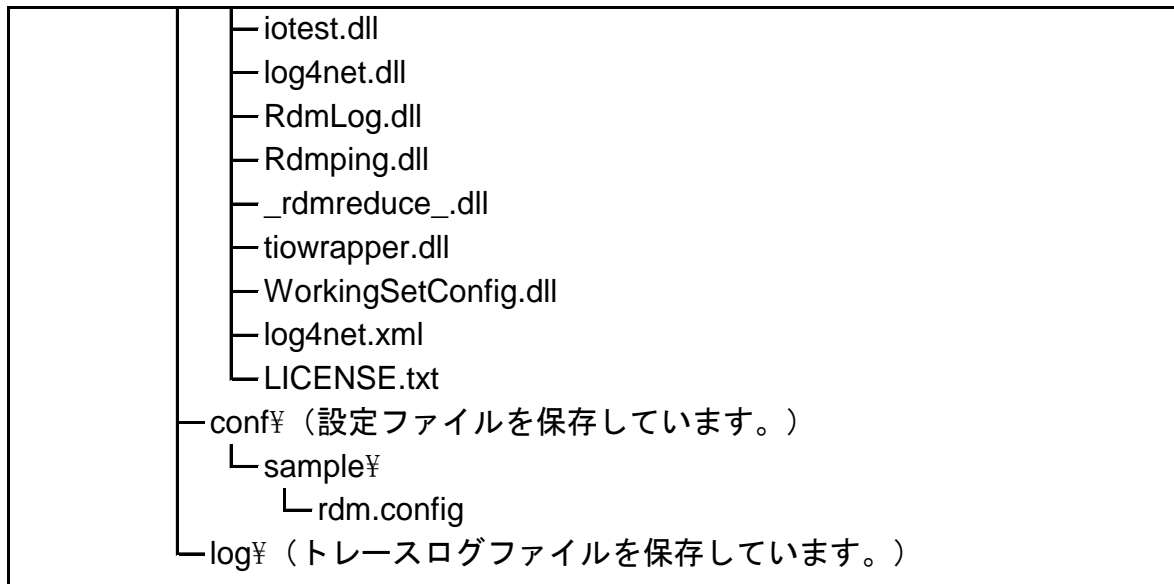 iotest.dll
log4net.dll
RdmLog.dll
Rdmping.dll
_rdmreduce_.dll
tiowrapper.dll
WorkingSetConfig.dll
log4net.xml
LICENSE.txt
conf¥（設定ファイルを保存しています。）
sample¥
rdm.config
log¥（トレースログファイルを保存しています。）